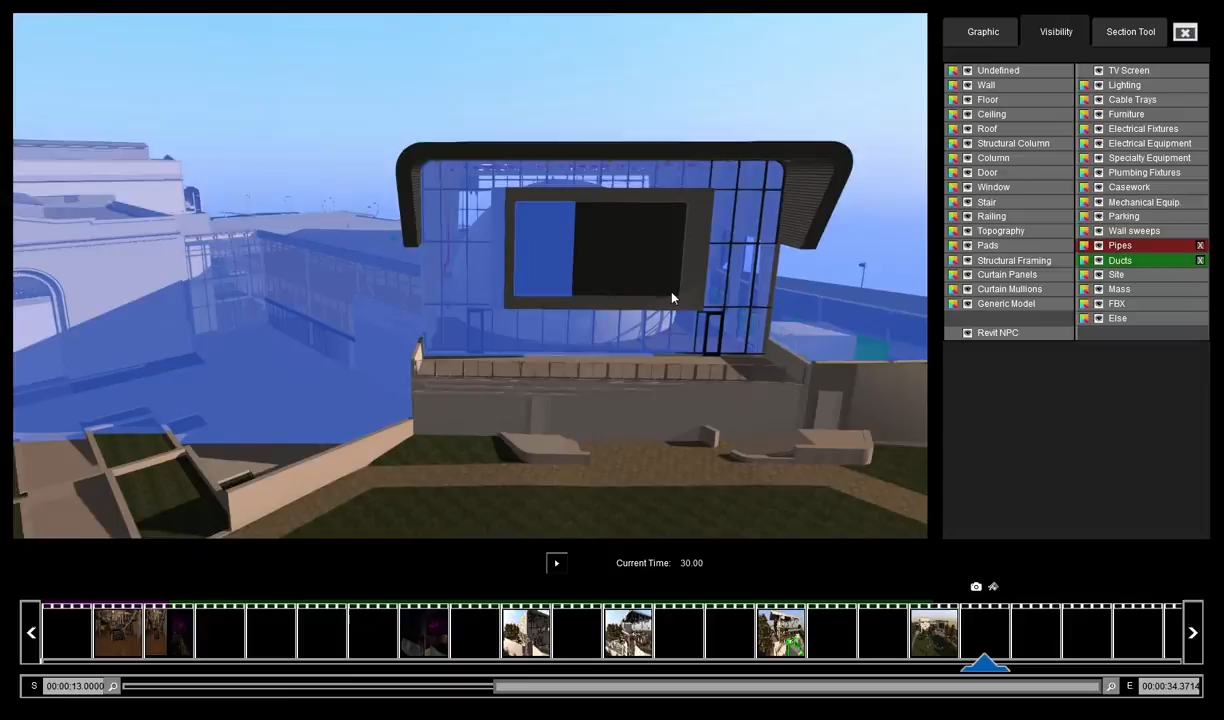 Graphic Visibility Section Tool
Undefined TV Screen
Wall Lighting
Floor Cable Trays
Ceiling Furniture
Roof Electrical Fixtures
Structural Column Electrical Equipment
Column Specialty Equipment
Door Plumbing Fixtures
Window Casework
Stair Mechanical Equip.
Railing Parking
Topography Wall sweeps
Pads Pipes X
Structural Framing Ducts X
Curtain Panels Site
Curtain Mullions Mass
Generic Model FBX
Else
Revit NPC
Current Time: 30.00
S 00:00:13.0000 E 00:00:34.3714